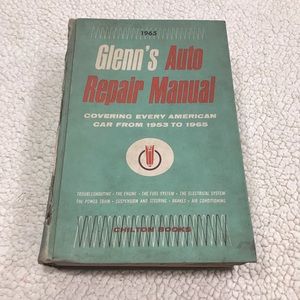 1965
Glenn's Auto
Repair Manual
COVERING EVERY AMERICAN
CAR FROM 1953 TO 1965
TROUBLESHOOTING • THE ENGINE • THE FUEL SYSTEM • THE ELECTRICAL SYSTEM
THE POWER TRAIN • SUSPENSION AND STEERING • BRAKES • AIR CONDITIONING
CHILTON BOOKS